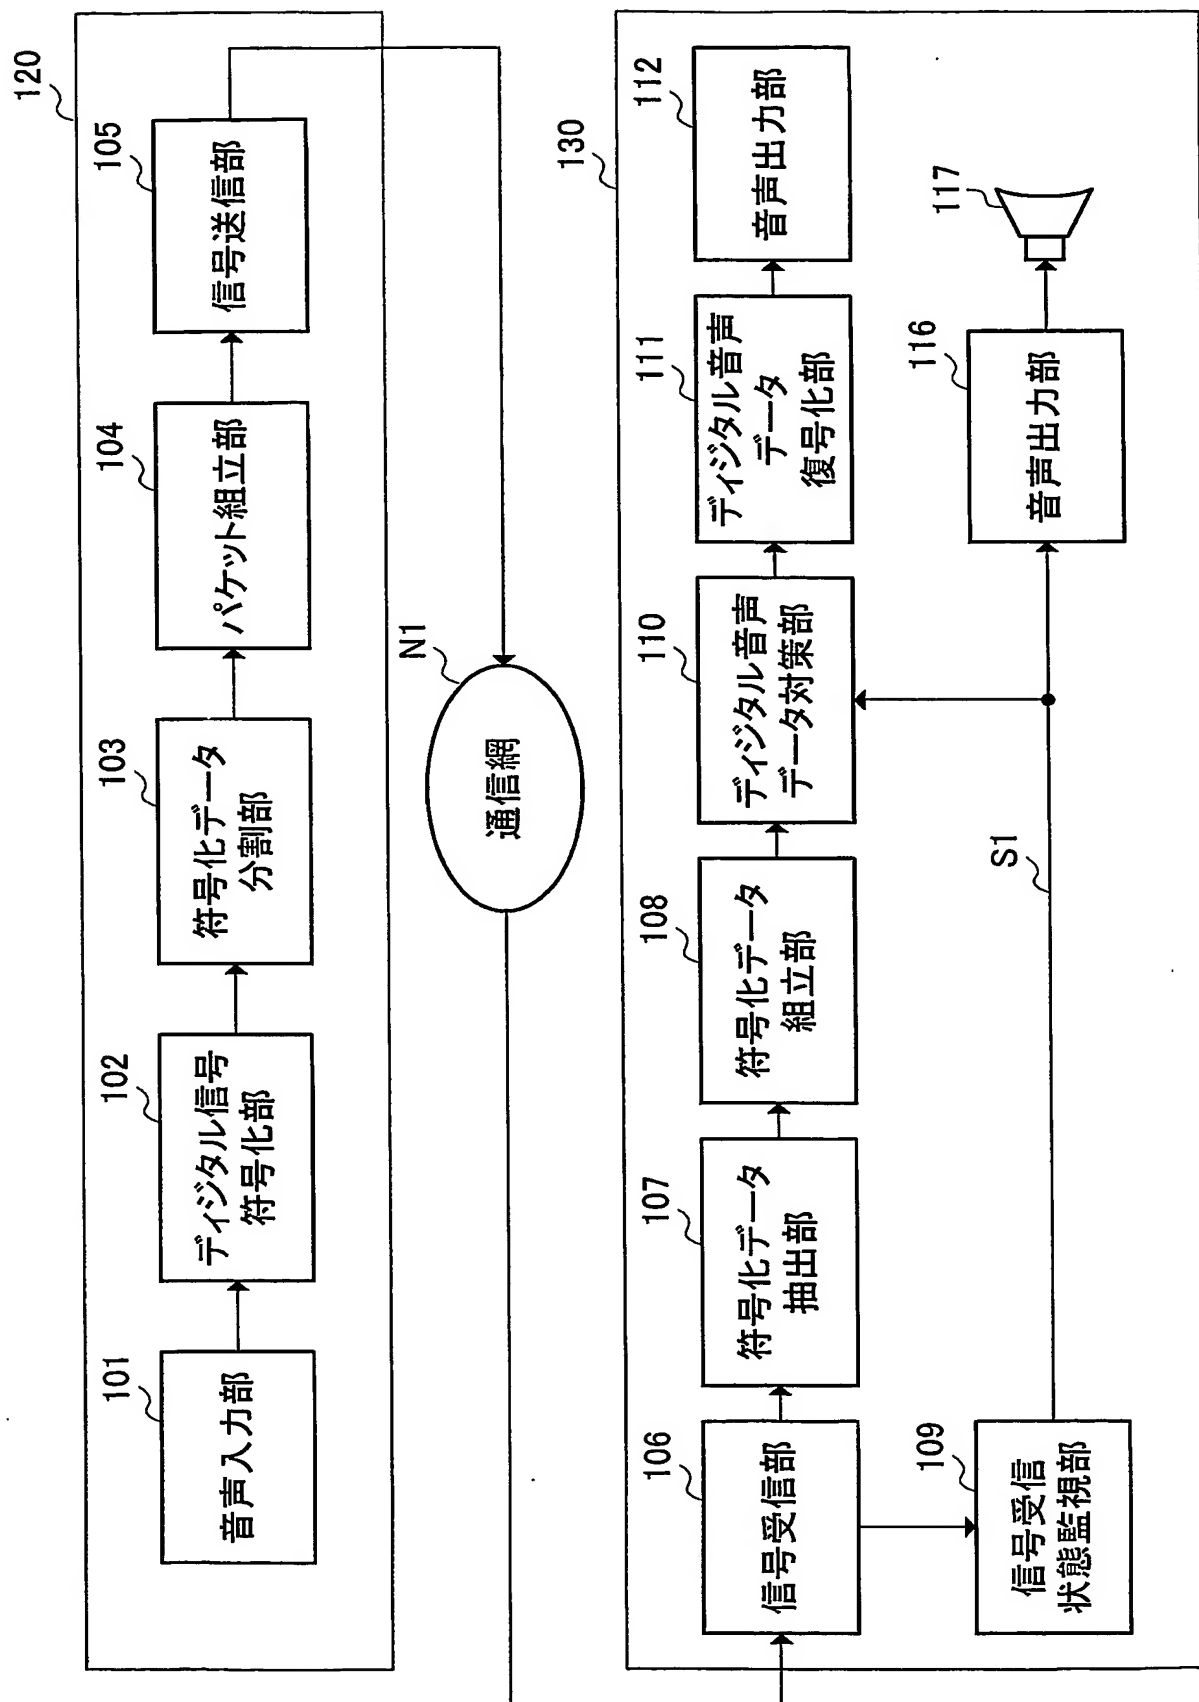 120
101
音声入力部
102
ディジタル信号
符号化部
103
符号化データ
分割部
104
パケット組立部
105
信号送信部
N1
通信網
130
106
信号受信部
107
符号化データ
抽出部
108
符号化データ
組立部
110
ディジタル音声
データ対策部
111
ディジタル音声
データ
復号化部
112
音声出力部
109
信号受信
状態監視部
S1
116
音声出力部
117